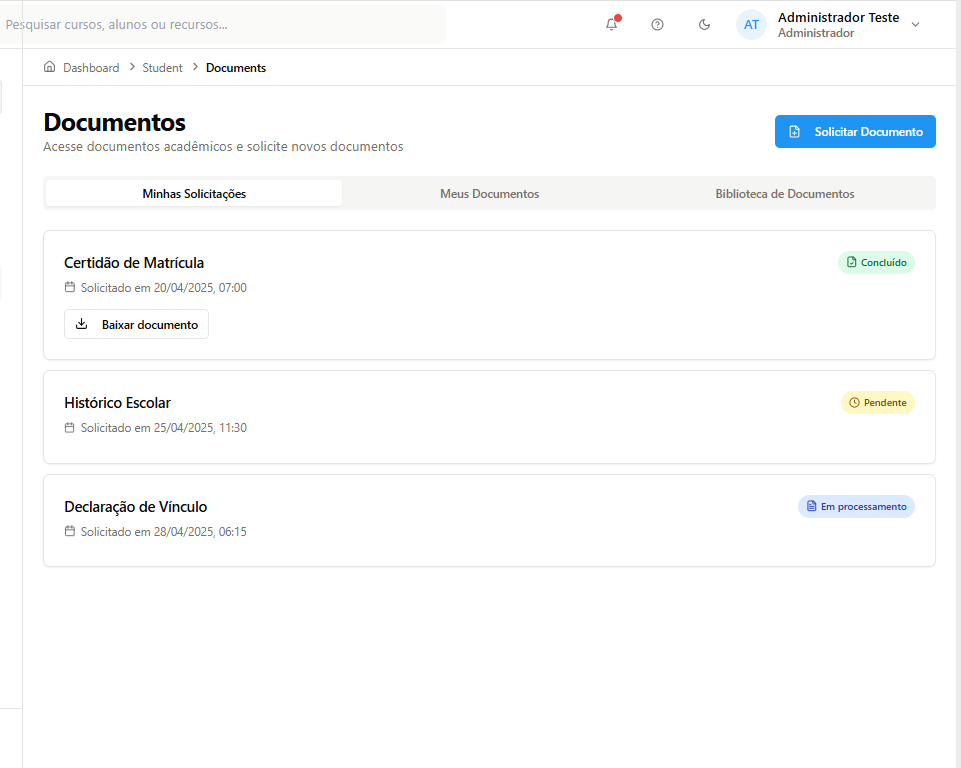 Pesquisar cursos, alunos ou recursos...
AT
Administrador Teste
Administrador
Dashboard > Student > Documents
Documentos
Acesse documentos acadêmicos e solicite novos documentos
Solicitar Documento
Minhas Solicitações
Meus Documentos
Biblioteca de Documentos
Certidão de Matrícula
Concluído
Solicitado em 20/04/2025, 07:00
Baixar documento
Histórico Escolar
Pendente
Solicitado em 25/04/2025, 11:30
Declaração de Vínculo
Em processamento
Solicitado em 28/04/2025, 06:15